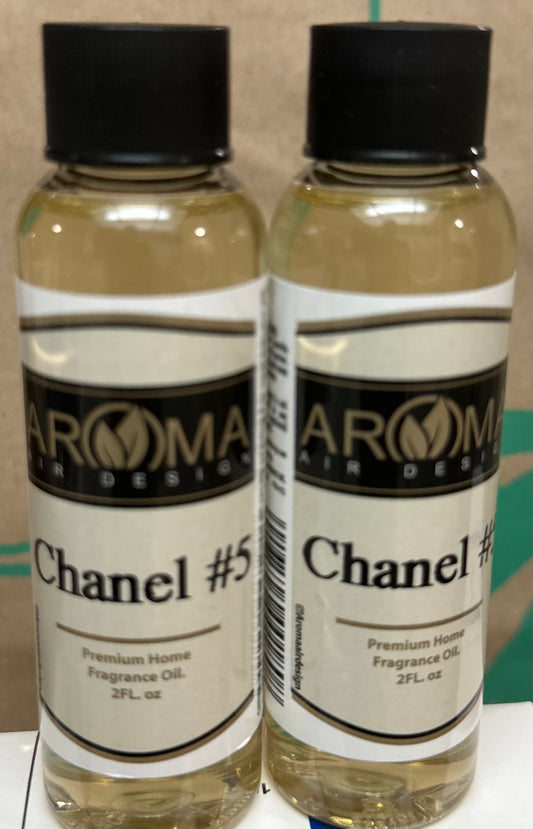 AROMA
AIR DESIGN
Chanel #5
Premium Home
Fragrance Oil.
2FL. oz
AROMA
AIR DESIG
Chanel #
Premium Home
Fragrance Oil.
2FL. oz
@Aromaairdesign